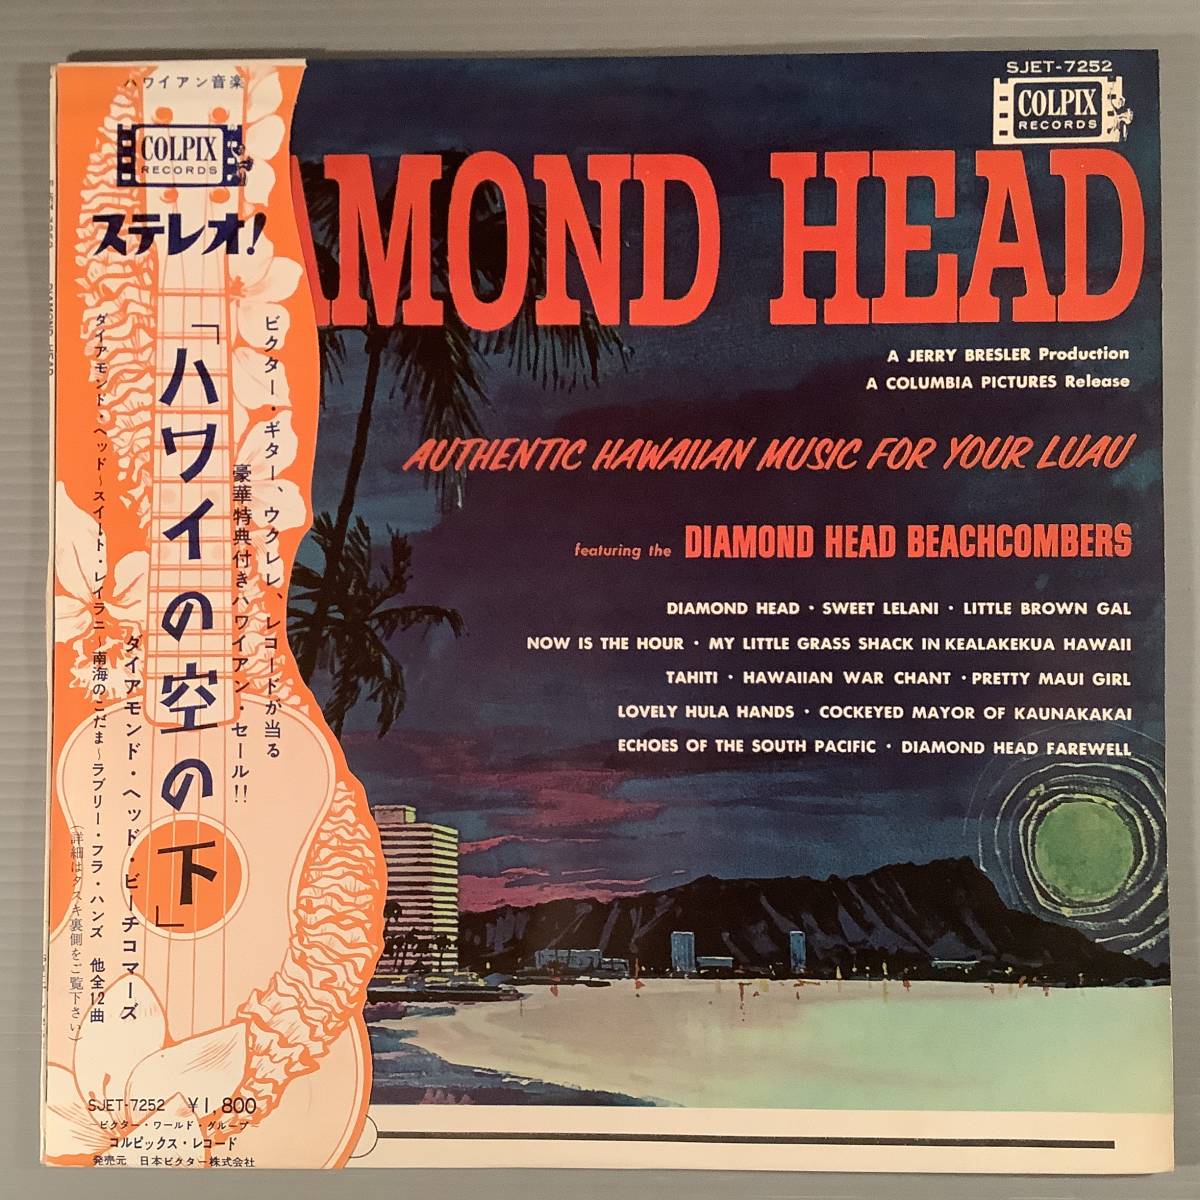 ハワイアン音楽
COLPIX
RECORDS
ステレオ!
ビクター・ギター、ウクレレ、レコードが当る
豪華特典付きハワイアン・セール!!
「ハワイの空の下」
ダイアモンド・ヘッド・ビーチコマーズ
ダイアモンド・ヘッド~スイート・レイラニ~南海のこだま~ラブリー・フラ・ハンズ 他全12曲
(詳細はタスキ裏側をご覧下さい)
SJET-7252 ¥1,800
ービクター・ワールド・グループー
コルピックス・レコード
発売元 日本ビクター株式会社
SJET-7252
COLPIX
RECORDS
AMOND HEAD
A JERRY BRESLER Production
A COLUMBIA PICTURES Release
AUTHENTIC HAWAIIAN MUSIC FOR YOUR LUAU
featuring the DIAMOND HEAD BEACHCOMBERS
DIAMOND HEAD · SWEET LELANI · LITTLE BROWN GAL
NOW IS THE HOUR · MY LITTLE GRASS SHACK IN KEALAKEKUA HAWAII
TAHITI · HAWAIIAN WAR CHANT · PRETTY MAUI GIRL
LOVELY HULA HANDS · COCKEYED MAYOR OF KAUNAKAKAI
ECHOES OF THE SOUTH PACIFIC · DIAMOND HEAD FAREWELL